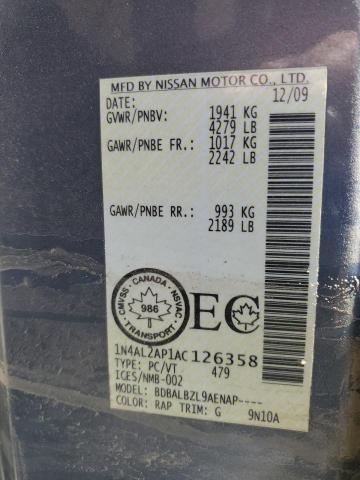 MFD BY NISSAN MOTOR CO., LTD.
DATE: 12/09
GVWR/PNBV: 1941 KG
4279 LB
GAWR/PNBE FR.: 1017 KG
2242 LB
GAWR/PNBE RR.: 993 KG
2189 LB
CANADA
CMVSS NSVAC
986
TRANSPORT
EC
1N4AL2AP1AC126358
TYPE: PC/VT 479
ICES/NMB-002
MODEL: BDBALBZL9AENAP----
COLOR: RAP TRIM: G 9N10A